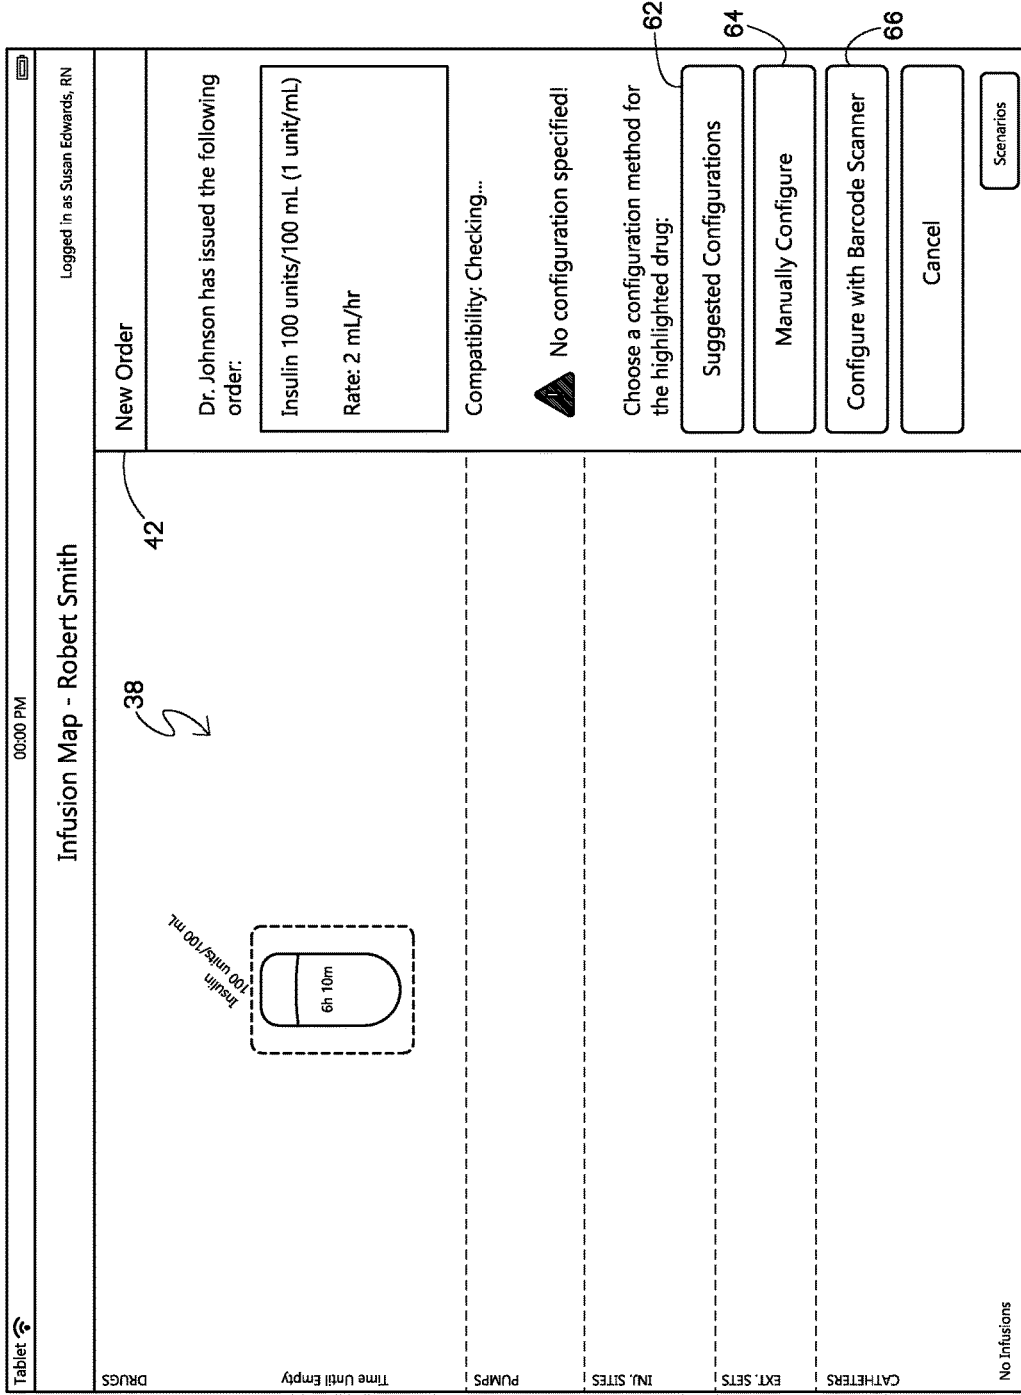 Tablet
00:00 PM
Infusion Map - Robert Smith
Logged in as Susan Edwards, RN
DRUGS
Time Until Empty
PUMPS
INJ. SITES
EXT. SETS
CATHETERS
No Infusions
38
Insulin
100 units/100 mL
6h 10m
42
New Order
Dr. Johnson has issued the following
order:
Insulin 100 units/100 mL (1 unit/mL)
Rate: 2 mL/hr
Compatibility: Checking...
No configuration specified!
Choose a configuration method for
the highlighted drug:
62
Suggested Configurations
64
Manually Configure
66
Configure with Barcode Scanner
Cancel
Scenarios